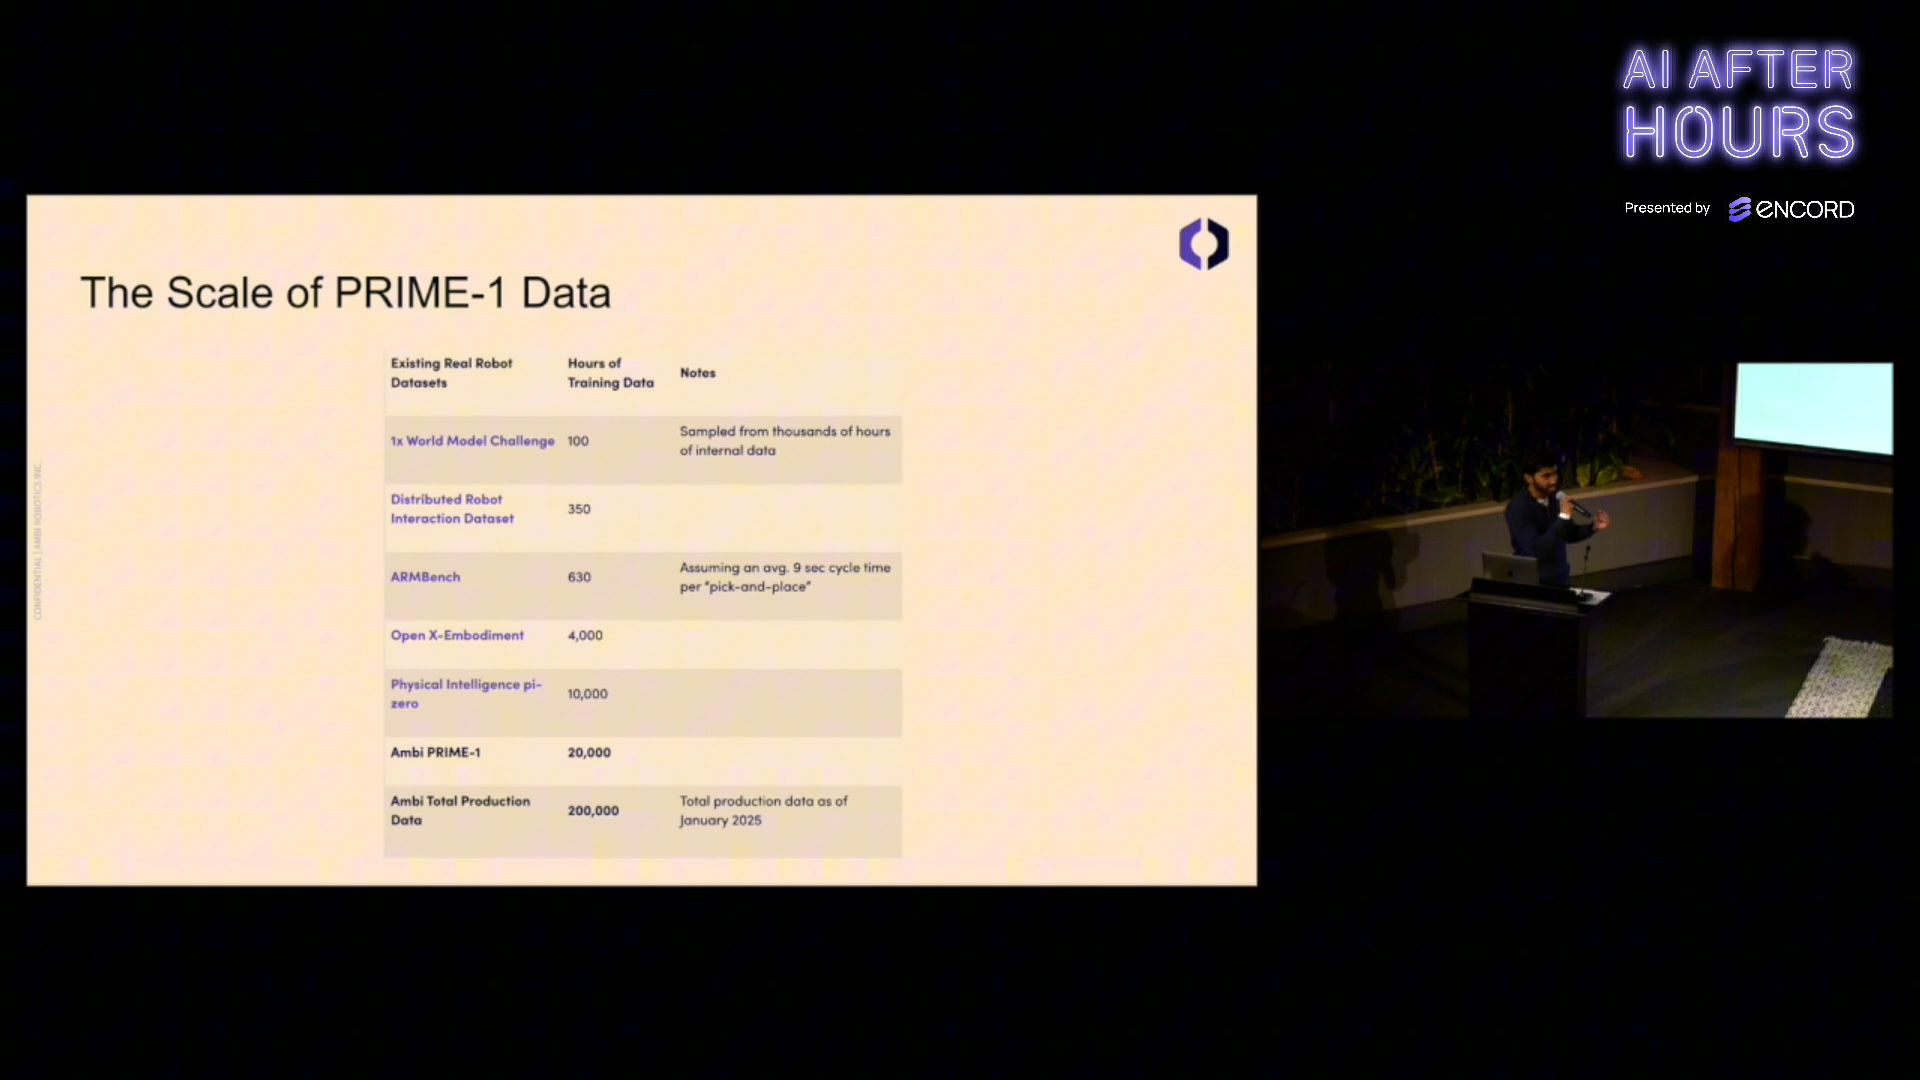 AI AFTER
HOURS
Presented by ENCORD
The Scale of PRIME-1 Data
Existing Real Robot
Datasets
Hours of
Training Data
Notes
1x World Model Challenge
100
Sampled from thousands of hours
of internal data
Distributed Robot
Interaction Dataset
350
ARMBench
630
Assuming an avg. 9 sec cycle time
per “pick-and-place”
Open X-Embodiment
4,000
Physical Intelligence pi-
zero
10,000
Ambi PRIME-1
20,000
Ambi Total Production
Data
200,000
Total production data as of
January 2025
CONFIDENTIAL | AMBI ROBOTICS INC.